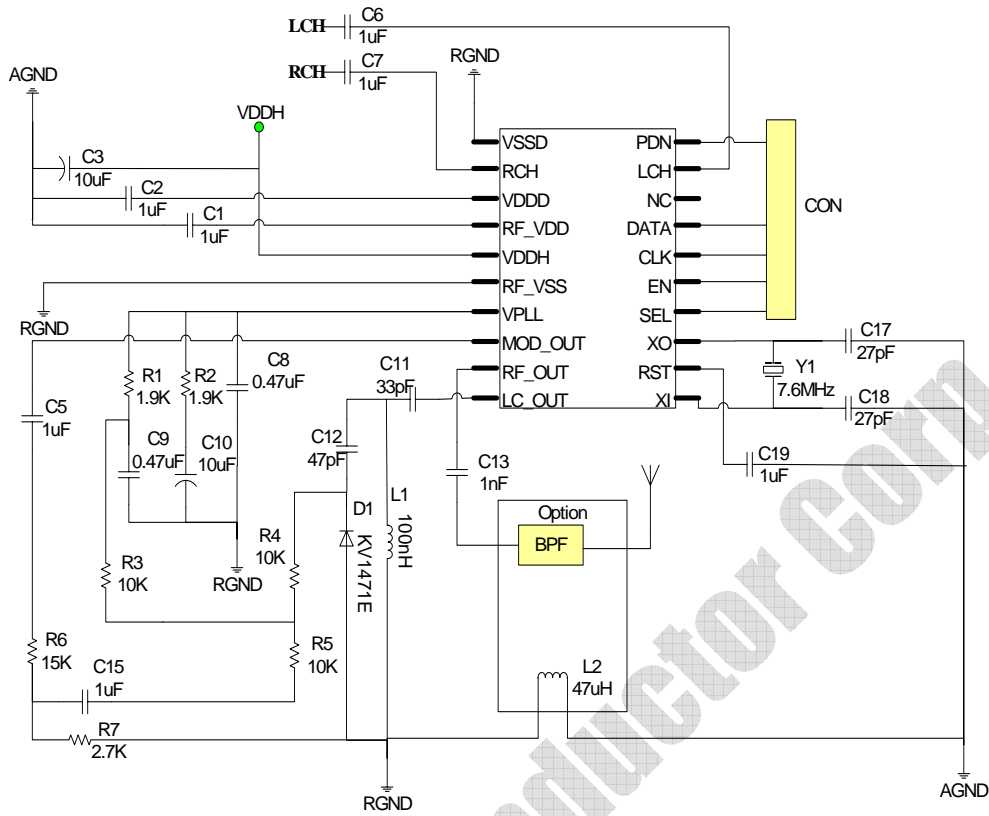 LCH
C6
1uF
RCH
C7
1uF
RGND
AGND
VDDH
C3
10uF
C2
1uF
C1
1uF
RGND
VSSD
RCH
VDDD
RF_VDD
VDDH
RF_VSS
VPLL
MOD_OUT
RF_OUT
LC_OUT
PDN
LCH
NC
DATA
CLK
EN
SEL
XO
RST
XI
CON
C17
27pF
Y1
7.6MHz
C18
27pF
C19
1uF
C5
1uF
R1
1.9K
R2
1.9K
C8
0.47uF
C9
0.47uF
C10
10uF
C11
33pF
C12
47pF
C13
1nF
L1
100nH
D1
KV1471E
Option
BPF
R3
10K
R4
10K
RGND
R5
10K
R6
15K
C15
1uF
R7
2.7K
L2
47uH
RGND
AGND
nductor Corp